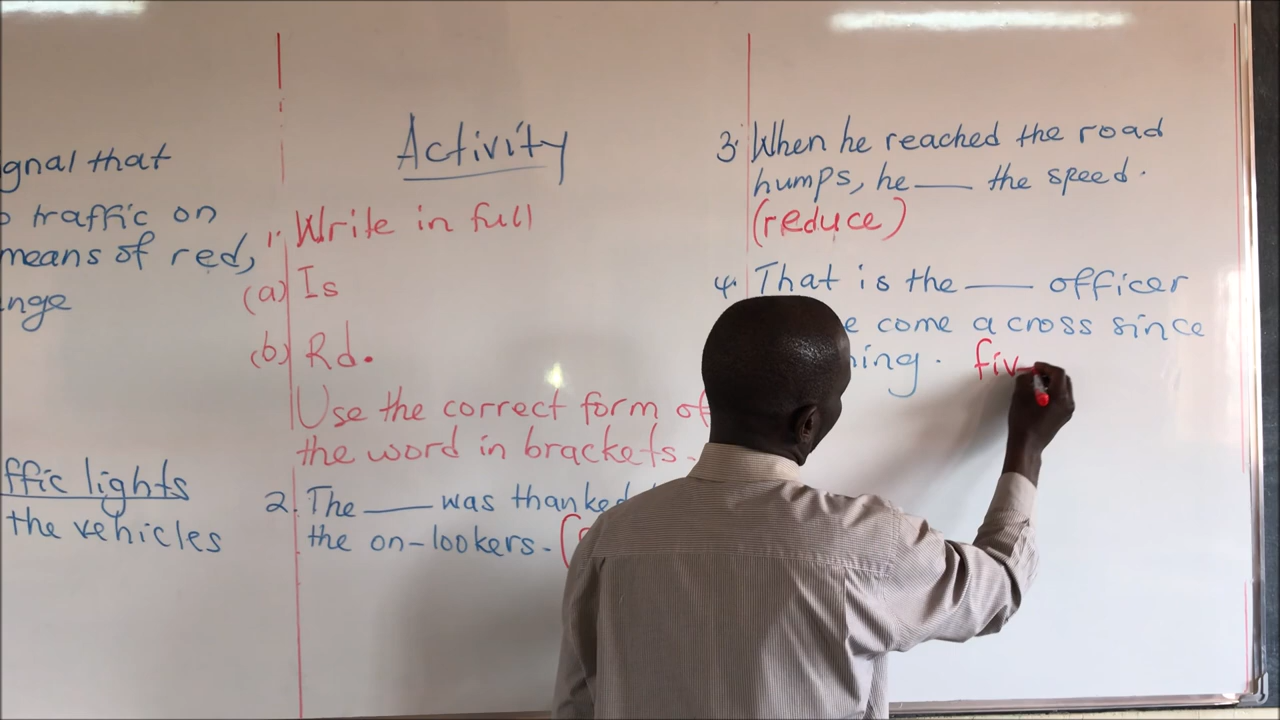 gnal that
traffic on
means of red,
nge
ffic lights
the vehicles
Activity
1. Write in full
(a) Is
(b) Rd.
Use the correct form of
the word in brackets.
2. The ___ was thanked
the on-lookers. (
3. When he reached the road
humps, he ___ the speed.
(reduce)
4. That is the ___ officer
come across since
fiv